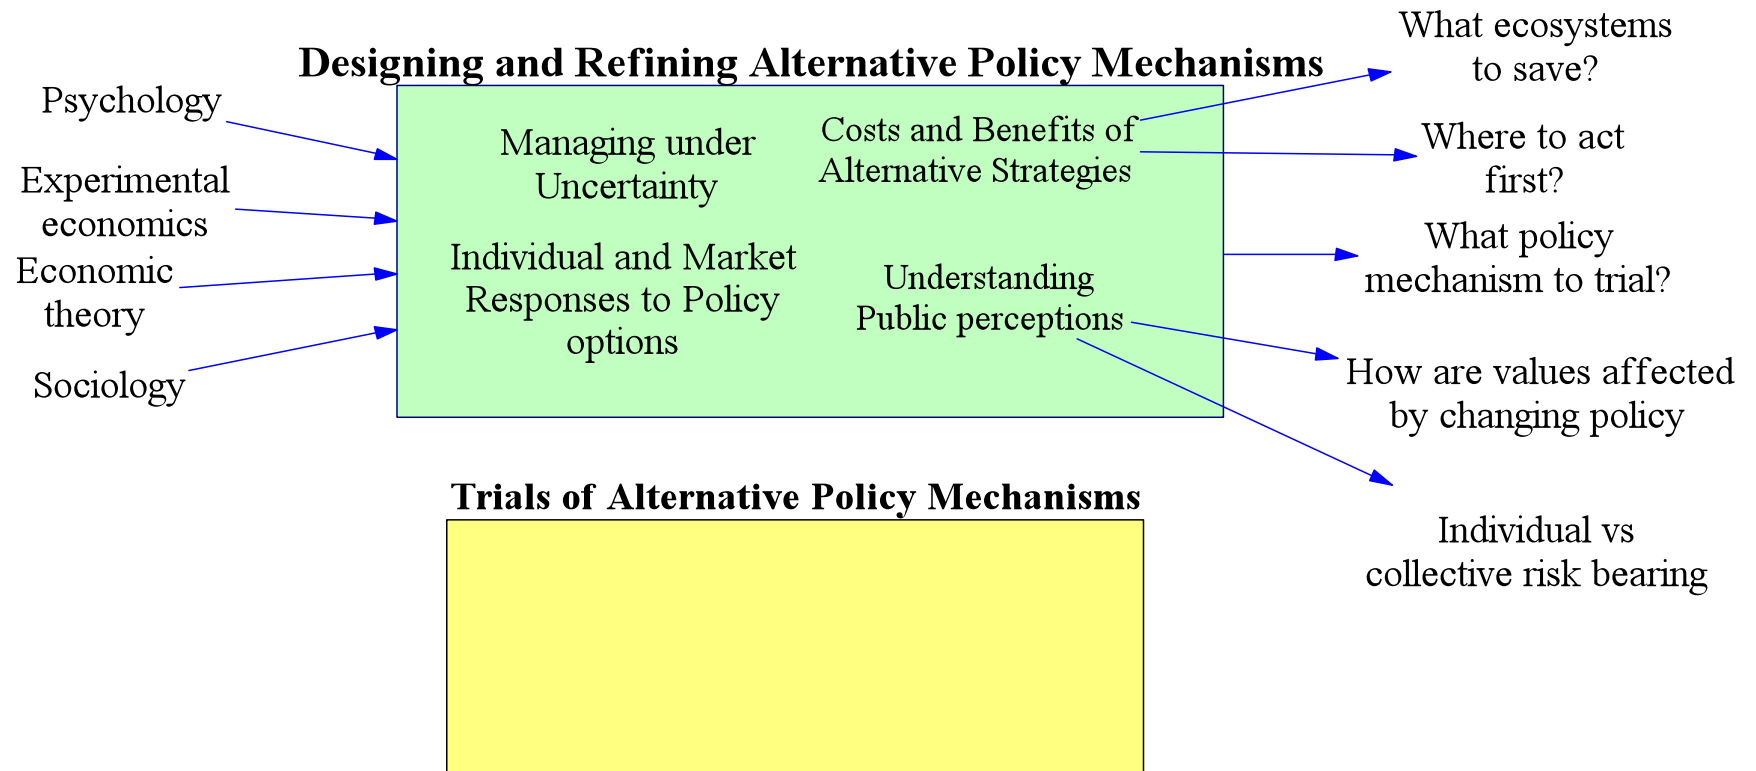 Designing and Refining Alternative Policy Mechanisms
Psychology
Experimental
economics
Economic
theory
Sociology
Managing under
Uncertainty
Costs and Benefits of
Alternative Strategies
Individual and Market
Responses to Policy
options
Understanding
Public perceptions
What ecosystems
to save?
Where to act
first?
What policy
mechanism to trial?
How are values affected
by changing policy
Individual vs
collective risk bearing
Trials of Alternative Policy Mechanisms